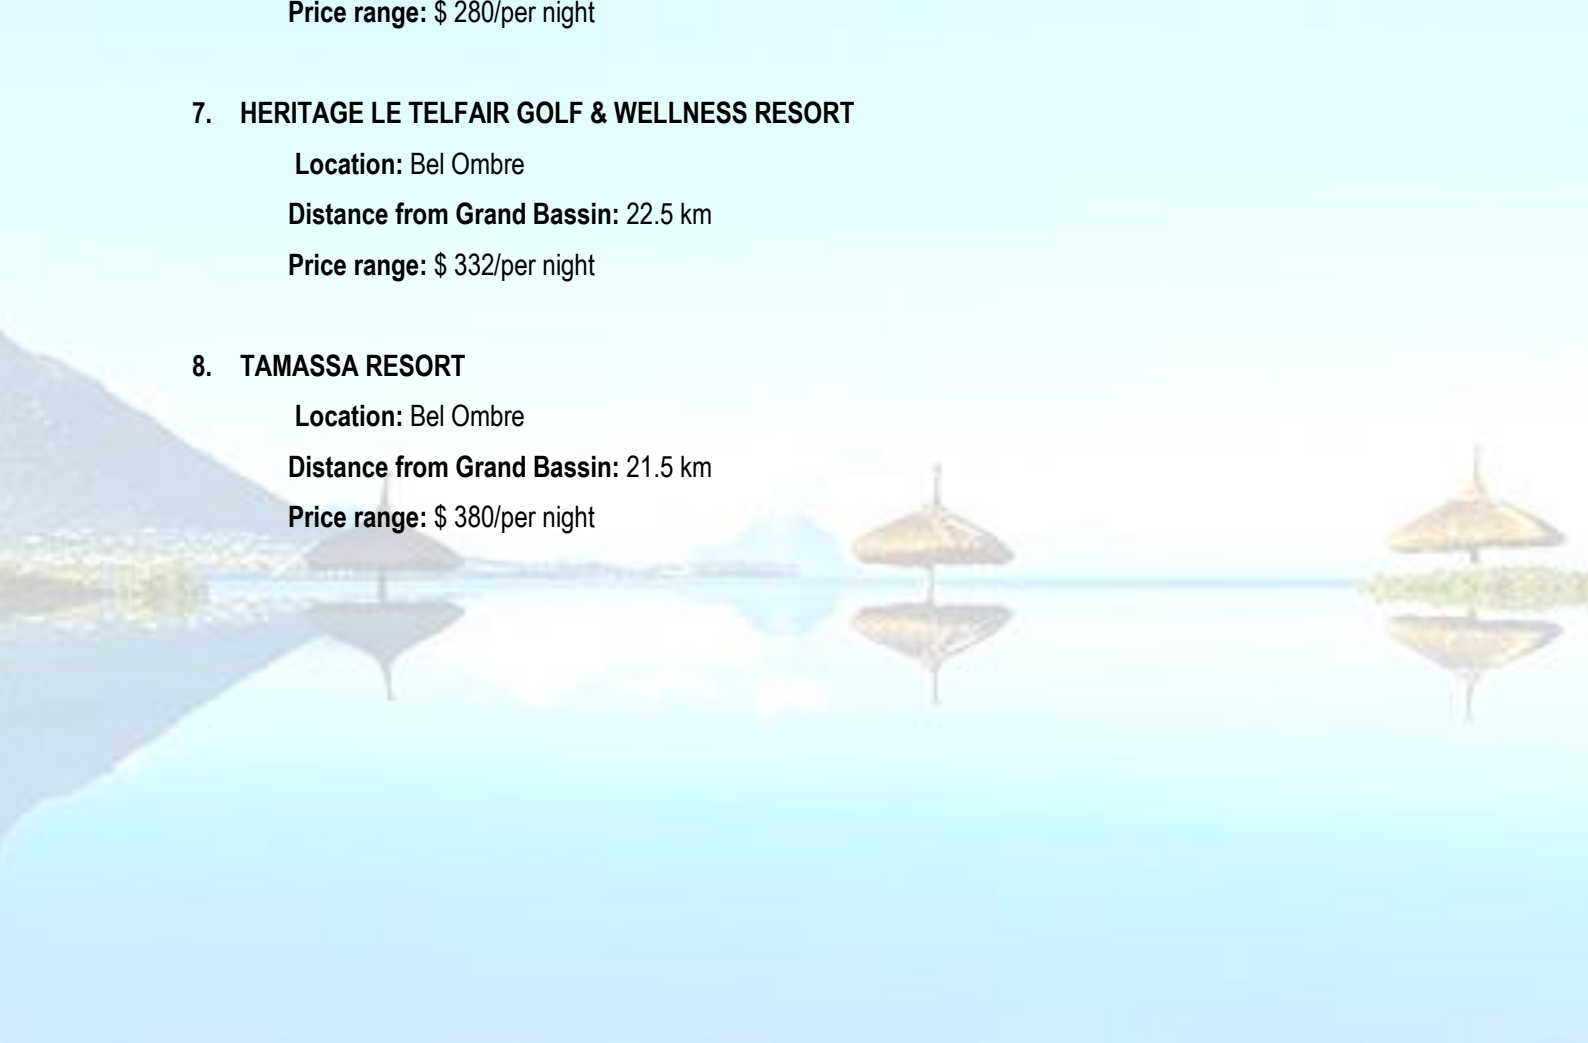 Price range: $ 280/per night
7. HERITAGE LE TELFAIR GOLF & WELLNESS RESORT
Location: Bel Ombre
Distance from Grand Bassin: 22.5 km
Price range: $ 332/per night
8. TAMASSA RESORT
Location: Bel Ombre
Distance from Grand Bassin: 21.5 km
Price range: $ 380/per night